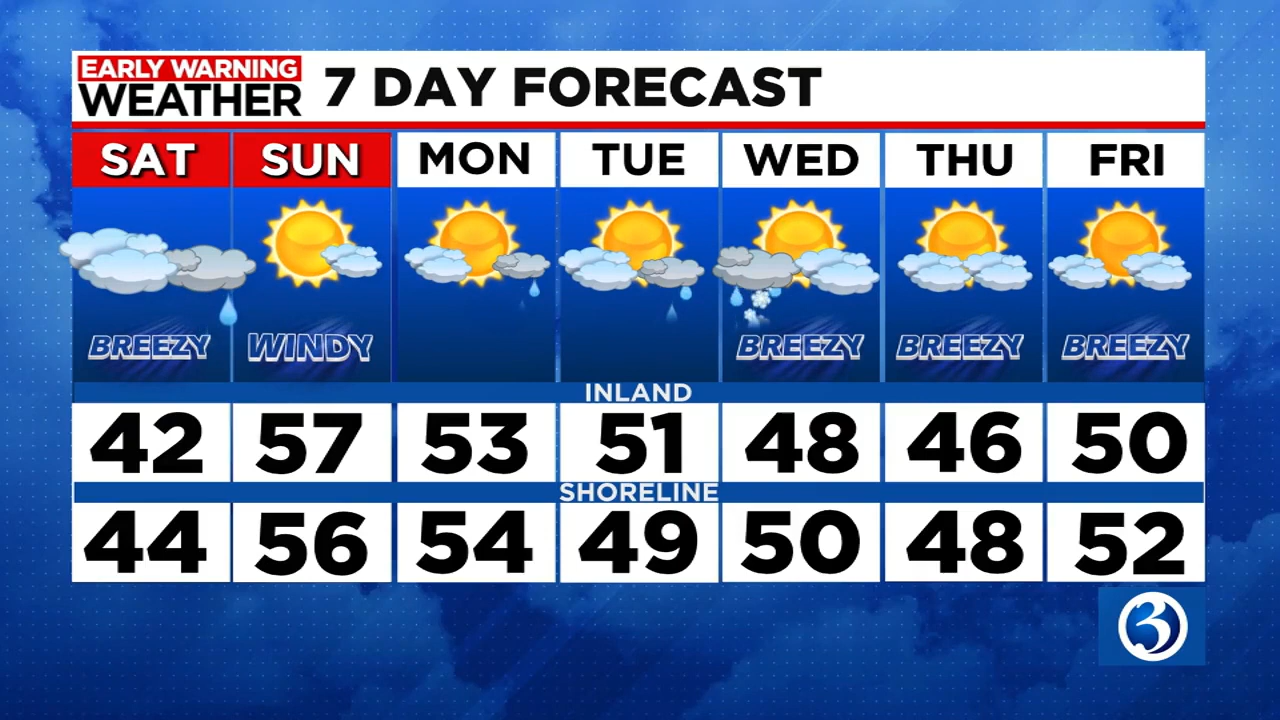 EARLY WARNING
WEATHER
7 DAY FORECAST
SAT SUN MON TUE WED THU FRI
BREEZY WINDY BREEZY BREEZY BREEZY
INLAND
42 57 53 51 48 46 50
SHORELINE
44 56 54 49 50 48 52
3